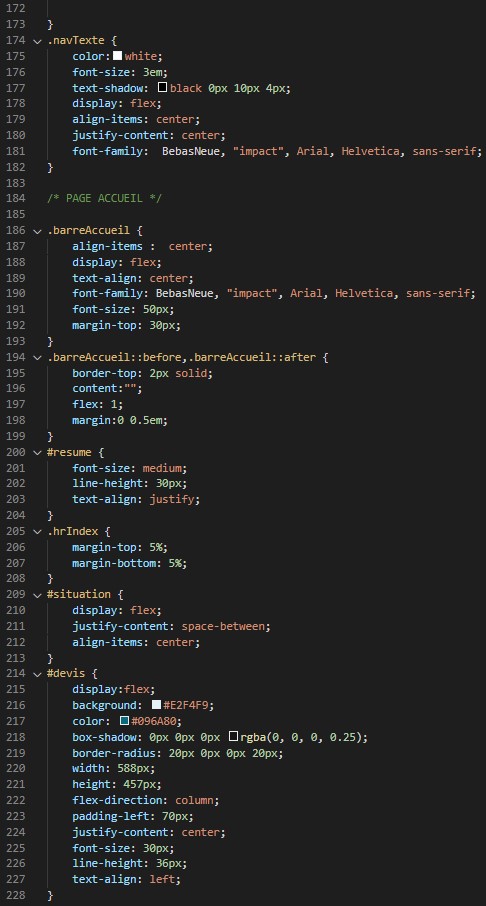 172
173 }
174 .navTexte {
175 color: white;
176 font-size: 3em;
177 text-shadow: black 0px 10px 4px;
178 display: flex;
179 align-items: center;
180 justify-content: center;
181 font-family:  BebasNeue, "impact", Arial, Helvetica, sans-serif;
182 }
183
184 /* PAGE ACCUEIL */
185
186 .barreAccueil {
187 align-items :  center;
188 display: flex;
189 text-align: center;
190 font-family: BebasNeue, "impact", Arial, Helvetica, sans-serif;
191 font-size: 50px;
192 margin-top: 30px;
193 }
194 .barreAccueil::before,.barreAccueil::after {
195 border-top: 2px solid;
196 content:"";
197 flex: 1;
198 margin:0 0.5em;
199 }
200 #resume {
201 font-size: medium;
202 line-height: 30px;
203 text-align: justify;
204 }
205 .hrIndex {
206 margin-top: 5%;
207 margin-bottom: 5%;
208 }
209 #situation {
210 display: flex;
211 justify-content: space-between;
212 align-items: center;
213 }
214 #devis {
215 display:flex;
216 background: #E2F4F9;
217 color: #096A80;
218 box-shadow: 0px 0px 0px rgba(0, 0, 0, 0.25);
219 border-radius: 20px 0px 0px 20px;
220 width: 588px;
221 height: 457px;
222 flex-direction: column;
223 padding-left: 70px;
224 justify-content: center;
225 font-size: 30px;
226 line-height: 36px;
227 text-align: left;
228 }